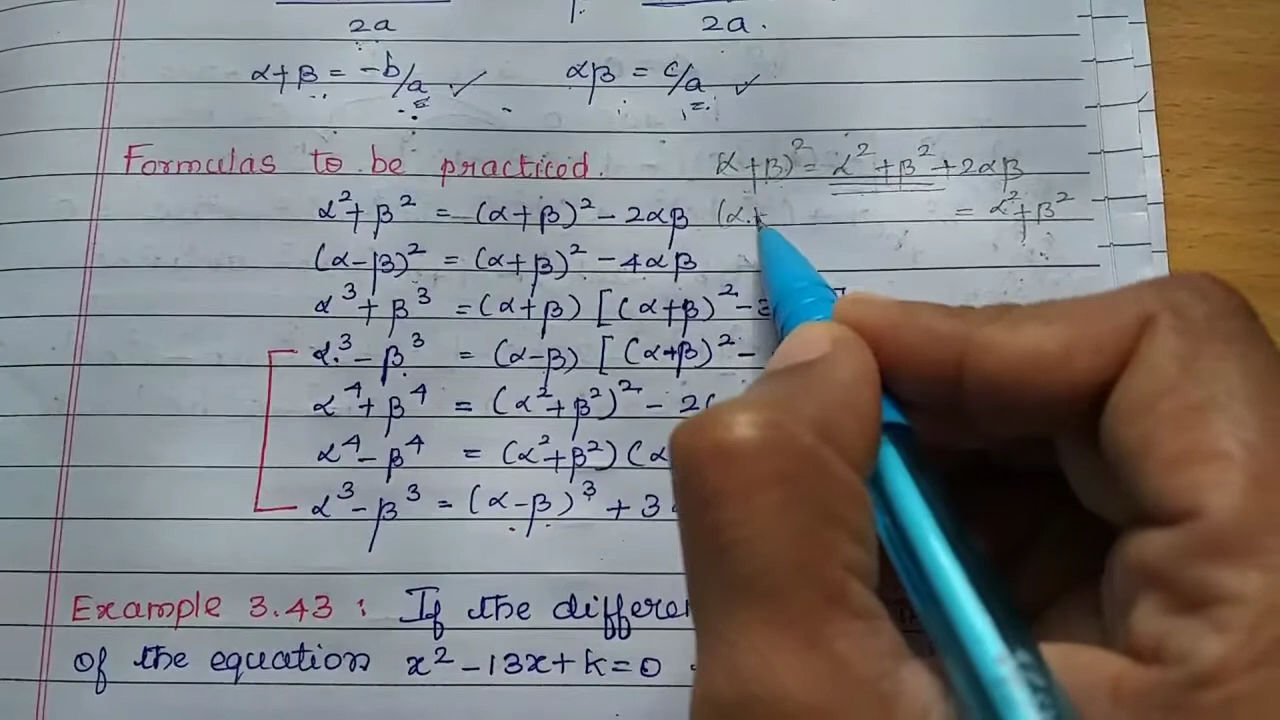 2a 2a.
α+β = -b/a ✓ αβ = c/a ✓
Formulas to be practiced. (α+β)² = α²+β²+2αβ
α²+β² = (α+β)²-2αβ (α+ = α²+β²
(α-β)² = (α+β)²-4αβ
α³+β³ = (α+β) [(α+β)²-3
α³-β³ = (α-β) [(α+β)²-
α⁴+β⁴ = (α²+β²)²-2(
α⁴-β⁴ = (α²+β²)(α
α³-β³ = (α-β)³+3
Example 3.43 : If the differen
of the equation x²-13x+k=0